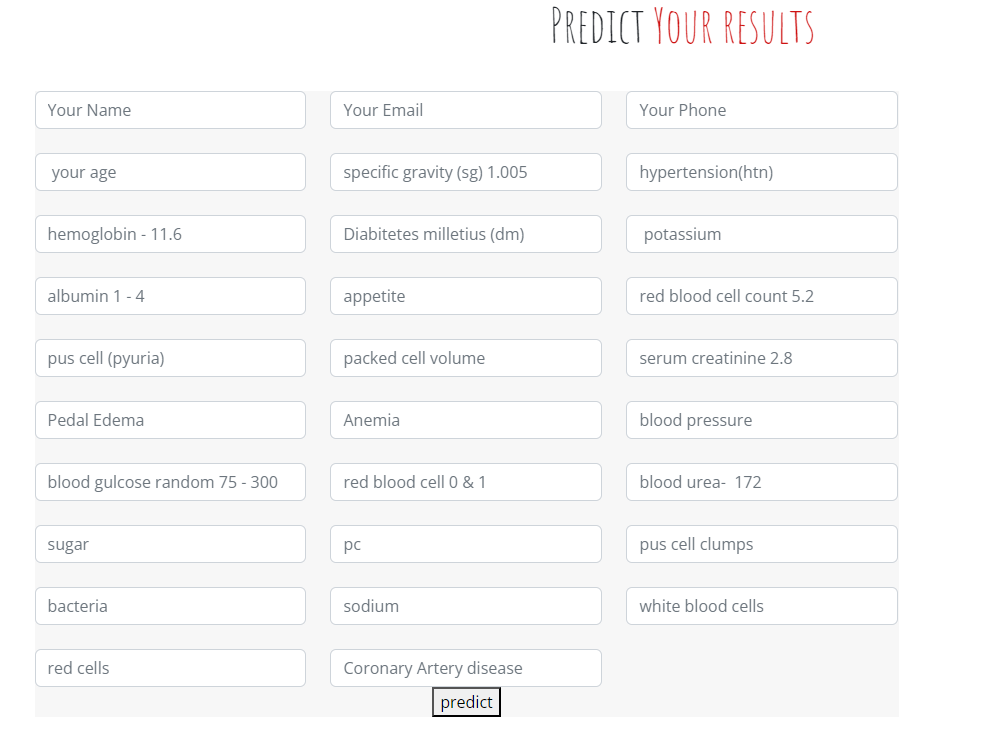 Predict Your results
Your Name
Your Email
Your Phone
your age
specific gravity (sg) 1.005
hypertension(htn)
hemoglobin - 11.6
Diabitetes milletius (dm)
potassium
albumin 1 - 4
appetite
red blood cell count 5.2
pus cell (pyuria)
packed cell volume
serum creatinine 2.8
Pedal Edema
Anemia
blood pressure
blood gulcose random 75 - 300
red blood cell 0 & 1
blood urea-  172
sugar
pc
pus cell clumps
bacteria
sodium
white blood cells
red cells
Coronary Artery disease
predict